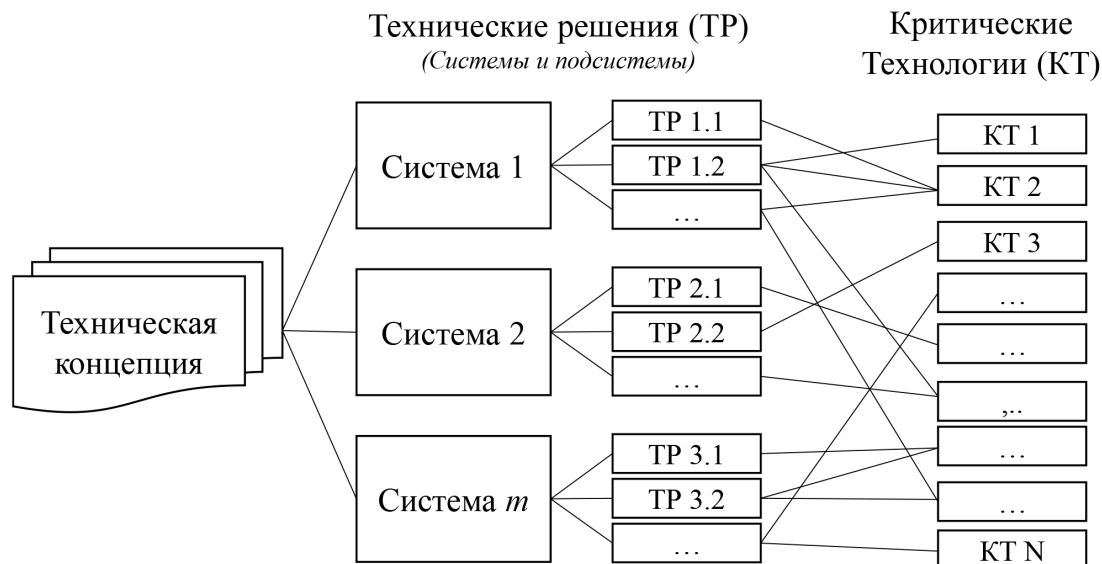 Технические решения (ТР)
(Системы и подсистемы)
Критические
Технологии (КТ)
Техническая
концепция
Система 1
ТР 1.1
ТР 1.2
…
Система 2
ТР 2.1
ТР 2.2
…
Система m
ТР 3.1
ТР 3.2
…
КТ 1
КТ 2
КТ 3
…
…
,..
…
…
КТ N